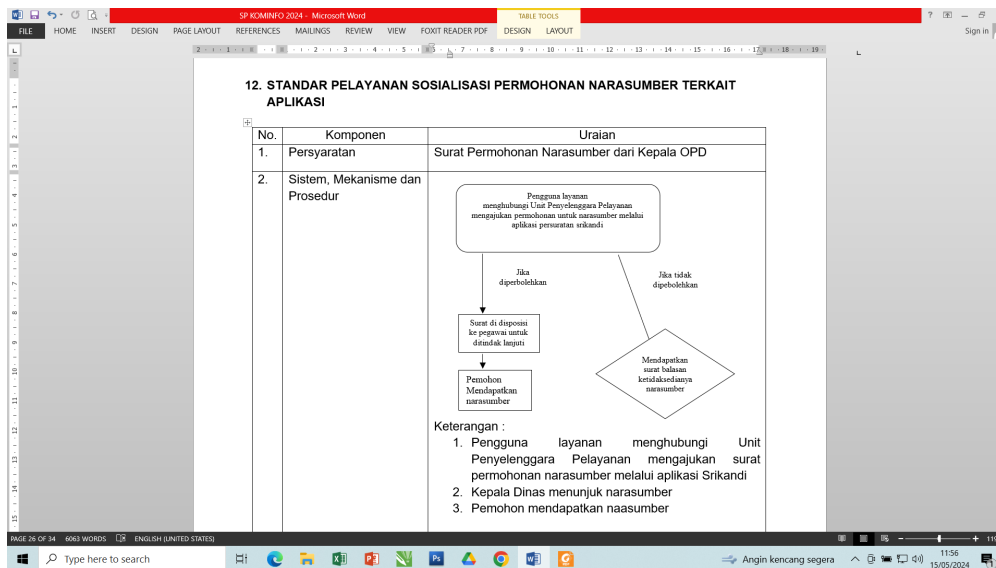 SP KOMINFO 2024 - Microsoft Word
TABLE TOOLS
FILE HOME INSERT DESIGN PAGE LAYOUT REFERENCES MAILINGS REVIEW VIEW FOXIT READER PDF DESIGN LAYOUT
Sign in
12. STANDAR PELAYANAN SOSIALISASI PERMOHONAN NARASUMBER TERKAIT
APLIKASI
No. Komponen Uraian
1. Persyaratan Surat Permohonan Narasumber dari Kepala OPD
2. Sistem, Mekanisme dan
Prosedur
Pengguna layanan
menghubungi Unit Penyelenggara Pelayanan
mengajukan permohonan untuk narasumber melalui
aplikasi persuratan srikandi
Jika
diperbolehkan
Jika tidak
dipebolehkan
Surat di disposisi
ke pegawai untuk
ditindak lanjuti
Pemohon
Mendapatkan
narasumber
Mendapatkan
surat balasan
ketidaksedianya
narasumber
Keterangan :
1. Pengguna layanan menghubungi Unit
Penyelenggara Pelayanan mengajukan surat
permohonan narasumber melalui aplikasi Srikandi
2. Kepala Dinas menunjuk narasumber
3. Pemohon mendapatkan naasumber
PAGE 26 OF 34 6063 WORDS ENGLISH (UNITED STATES)
119
Type here to search
Angin kencang segera
11:56
15/05/2024